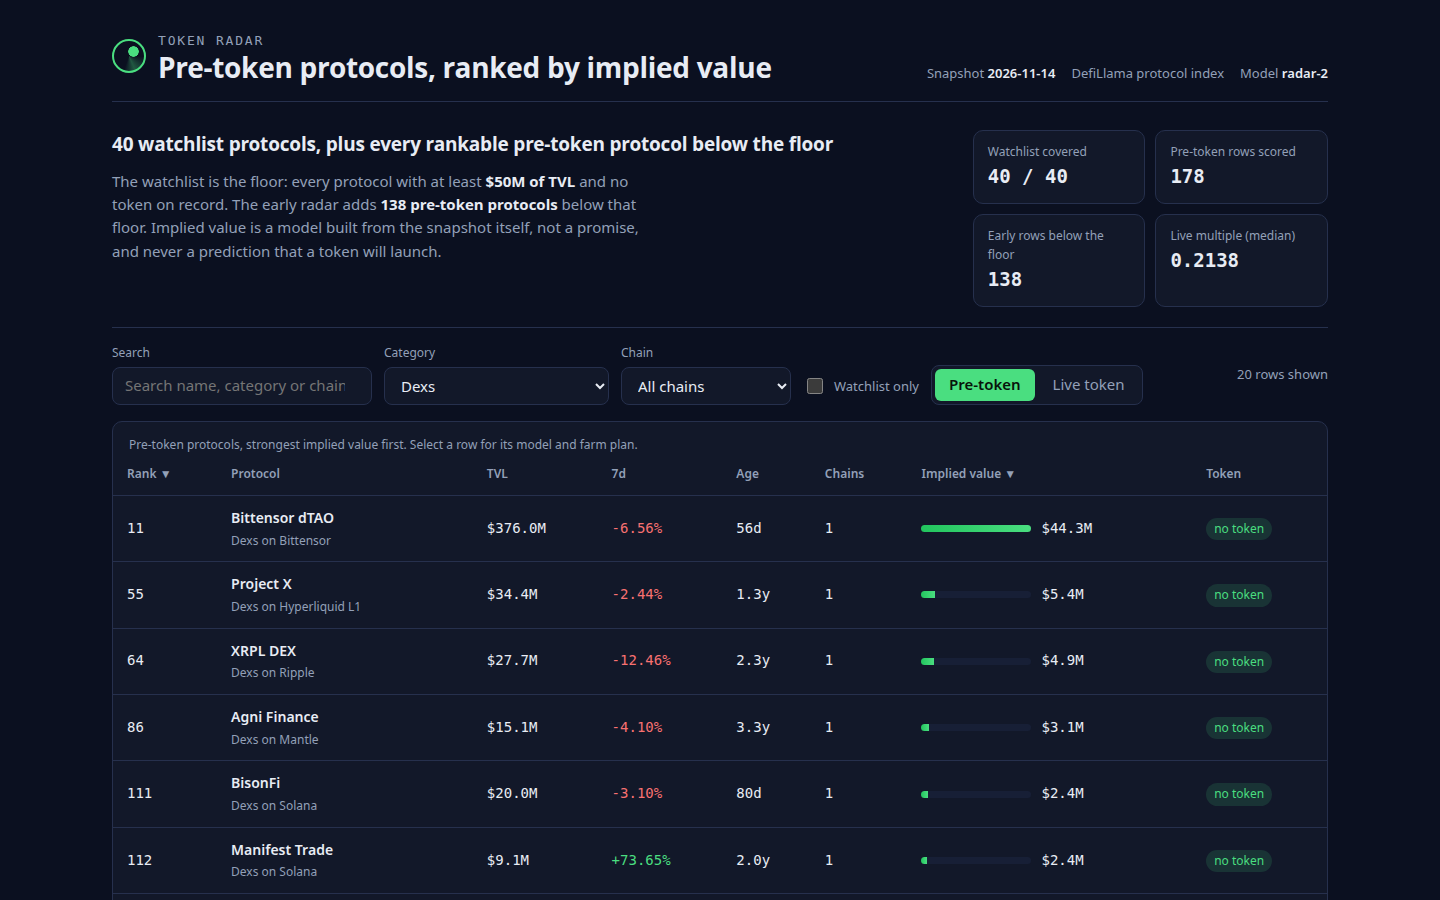 TOKEN RADAR
Pre-token protocols, ranked by implied value
Snapshot 2026-11-14 DefiLlama protocol index Model radar-2
40 watchlist protocols, plus every rankable pre-token protocol below the floor
The watchlist is the floor: every protocol with at least $50M of TVL and no
token on record. The early radar adds 138 pre-token protocols below that
floor. Implied value is a model built from the snapshot itself, not a promise,
and never a prediction that a token will launch.
Watchlist covered
40 / 40
Pre-token rows scored
178
Early rows below the
floor
138
Live multiple (median)
0.2138
Search
Category
Chain
Search name, category or chain
Dexs
All chains
Watchlist only
Pre-token
Live token
20 rows shown
Pre-token protocols, strongest implied value first. Select a row for its model and farm plan.
Rank ▼ Protocol TVL 7d Age Chains Implied value ▼ Token
11 Bittensor dTAO $376.0M -6.56% 56d 1 $44.3M no token
Dexs on Bittensor
55 Project X $34.4M -2.44% 1.3y 1 $5.4M no token
Dexs on Hyperliquid L1
64 XRPL DEX $27.7M -12.46% 2.3y 1 $4.9M no token
Dexs on Ripple
86 Agni Finance $15.1M -4.10% 3.3y 1 $3.1M no token
Dexs on Mantle
111 BisonFi $20.0M -3.10% 80d 1 $2.4M no token
Dexs on Solana
112 Manifest Trade $9.1M +73.65% 2.0y 1 $2.4M no token
Dexs on Solana